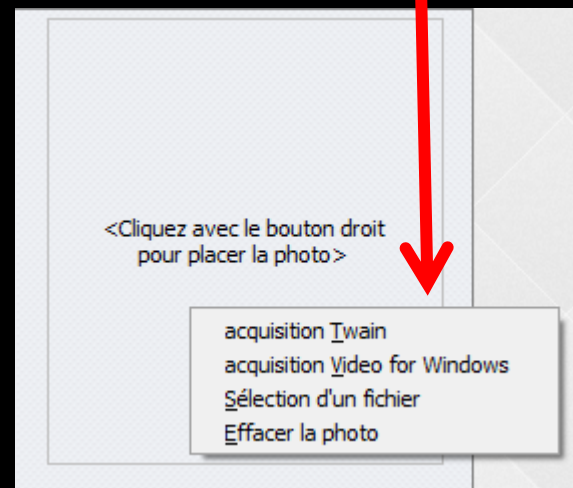 <Cliquez avec le bouton droit
pour placer la photo>
acquisition Twain
acquisition Video for Windows
Sélection d'un fichier
Effacer la photo